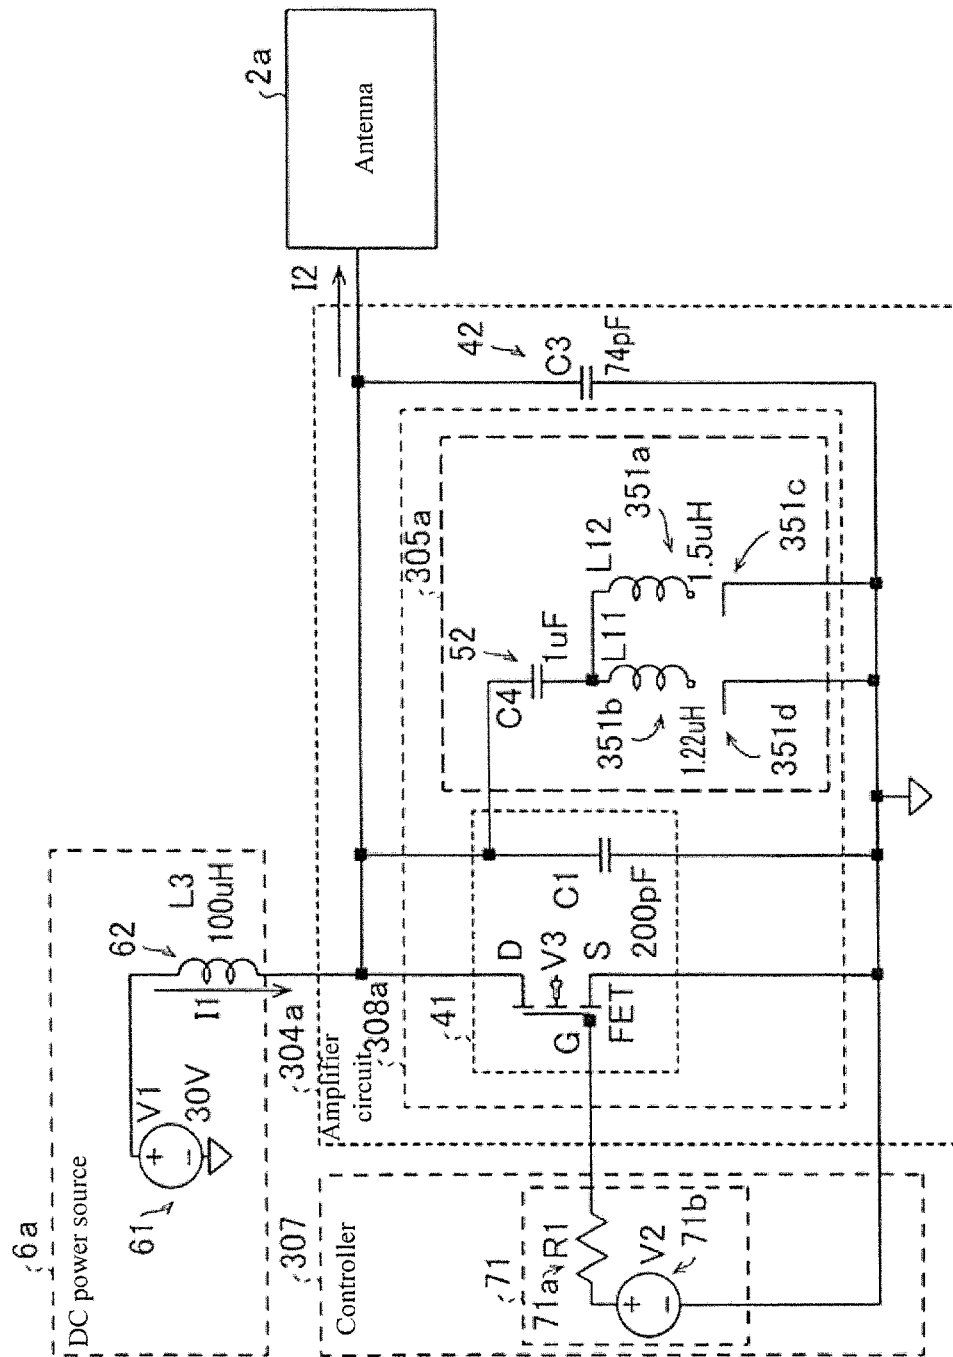 6a
DC power source
61
V1
30V
62
L3
100uH
I1
304a
Amplifier
circuit
308a
41
D
V3
S
G
FET
C1
200pF
305a
52
C4
1uF
L11
L12
351a
351b
1.22uH
1.5uH
351c
351d
42
C3
74pF
I2
2a
Antenna
307
Controller
71
71a
R1
V2
71b